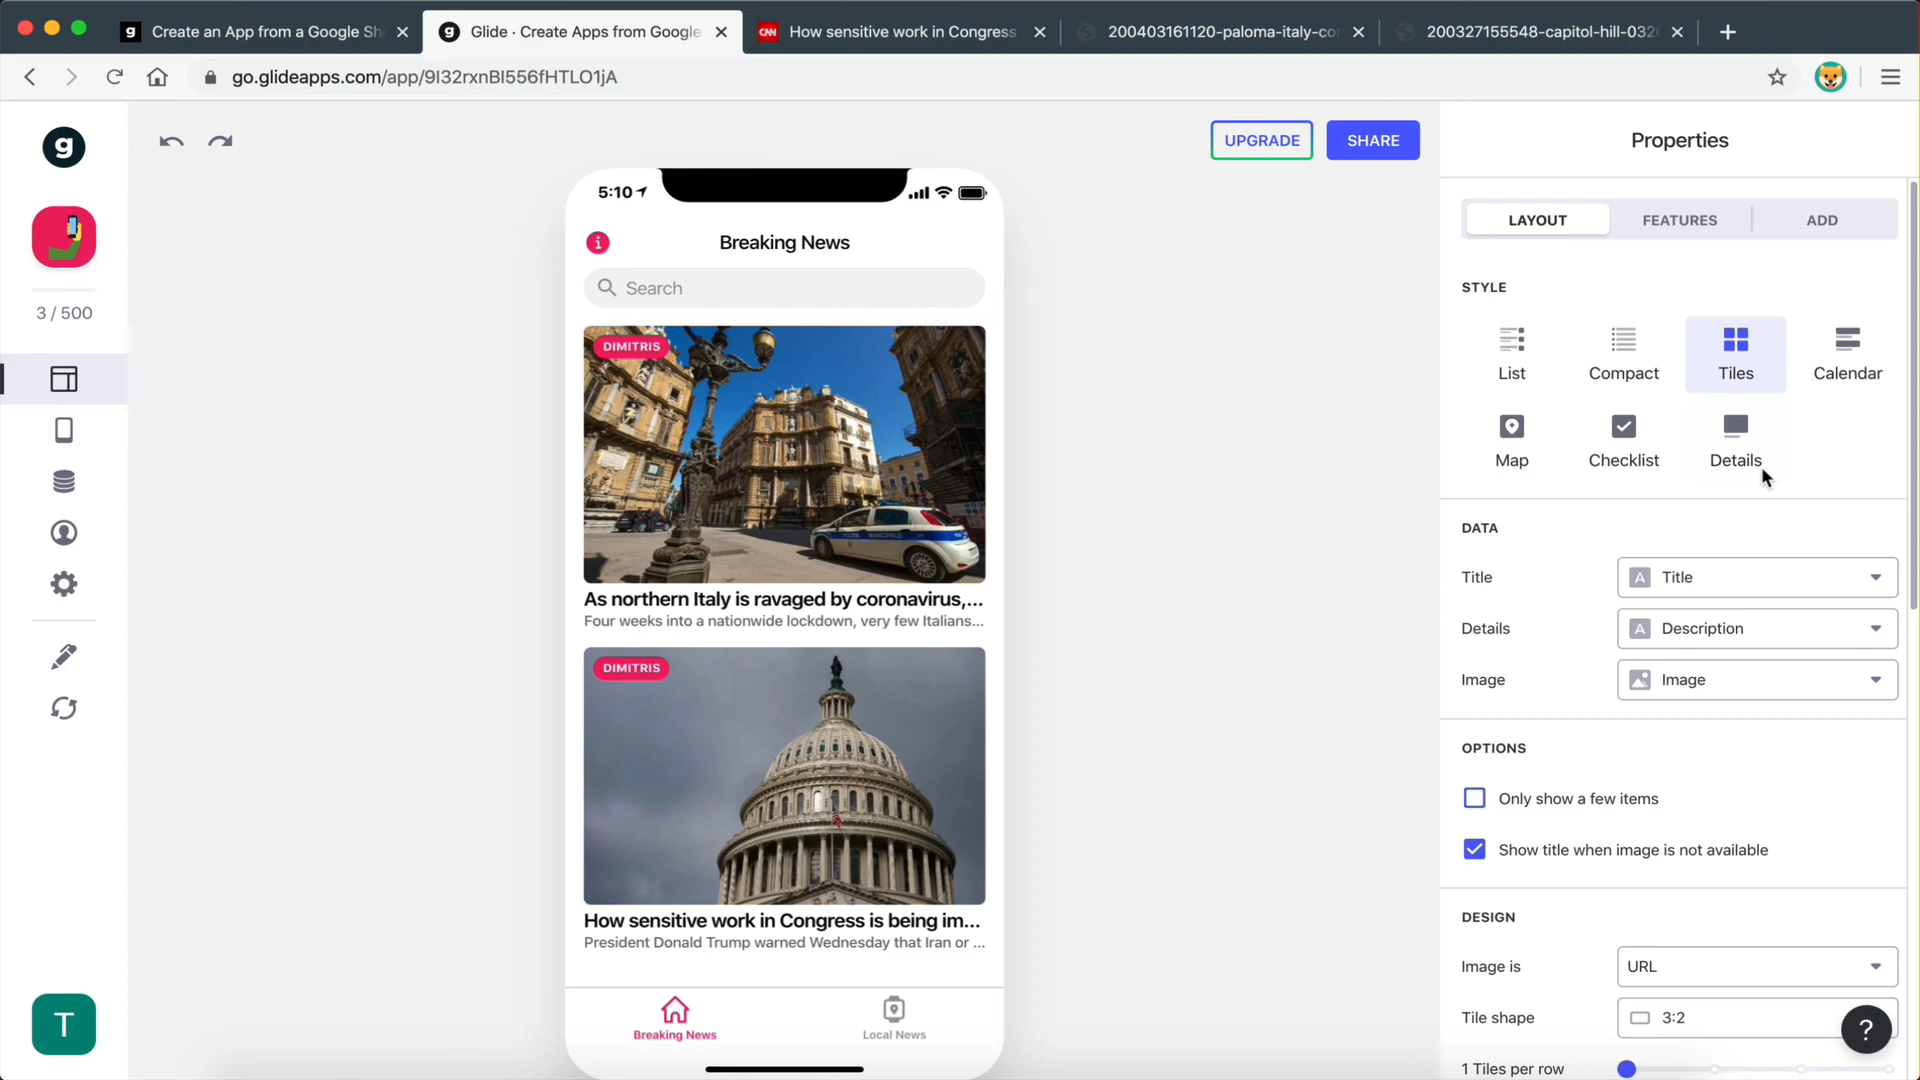 g Create an App from a Google Sh
g Glide · Create Apps from Google
CNN How sensitive work in Congress
200403161120-paloma-italy-co
200327155548-capitol-hill-032
go.glideapps.com/app/9I32rxnBI556fHTLO1jA
g
3 / 500
T
UPGRADE
SHARE
5:10
i
Breaking News
Search
DIMITRIS
As northern Italy is ravaged by coronavirus,...
Four weeks into a nationwide lockdown, very few Italians...
DIMITRIS
How sensitive work in Congress is being im...
President Donald Trump warned Wednesday that Iran or ...
Breaking News
Local News
Properties
LAYOUT
FEATURES
ADD
STYLE
List
Compact
Tiles
Calendar
Map
Checklist
Details
DATA
Title
A Title
Details
A Description
Image
Image
OPTIONS
Only show a few items
Show title when image is not available
DESIGN
Image is
URL
Tile shape
3:2
?
1 Tiles per row